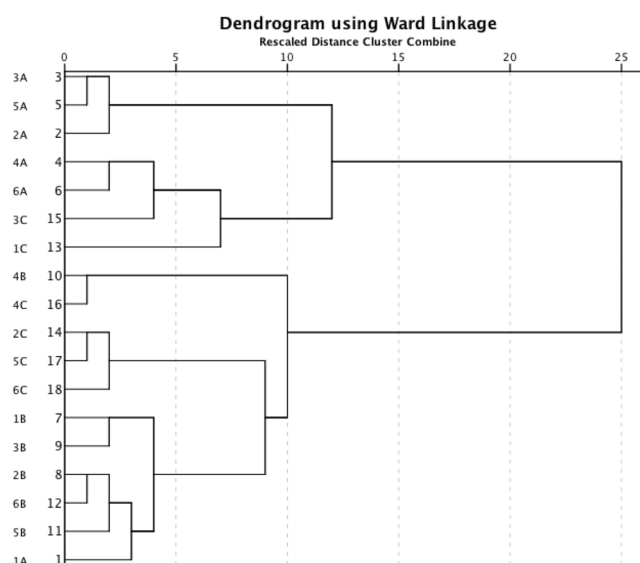 Dendrogram using Ward Linkage
Rescaled Distance Cluster Combine
0 5 10 15 20 25
3A 3
5A 5
2A 2
4A 4
6A 6
3C 15
1C 13
4B 10
4C 16
2C 14
5C 17
6C 18
1B 7
3B 9
2B 8
6B 12
5B 11
1A 1